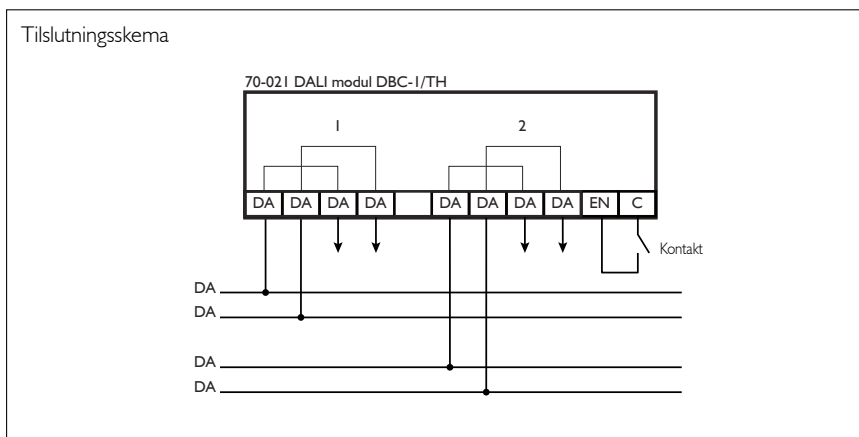 Tilslutningsskema
70-021 DALI modul DBC-1/TH
1 2
DA DA DA DA DA DA DA DA EN C
Kontakt
DA
DA
DA
DA